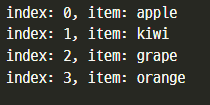 index: 0, item: apple
index: 1, item: kiwi
index: 2, item: grape
index: 3, item: orange